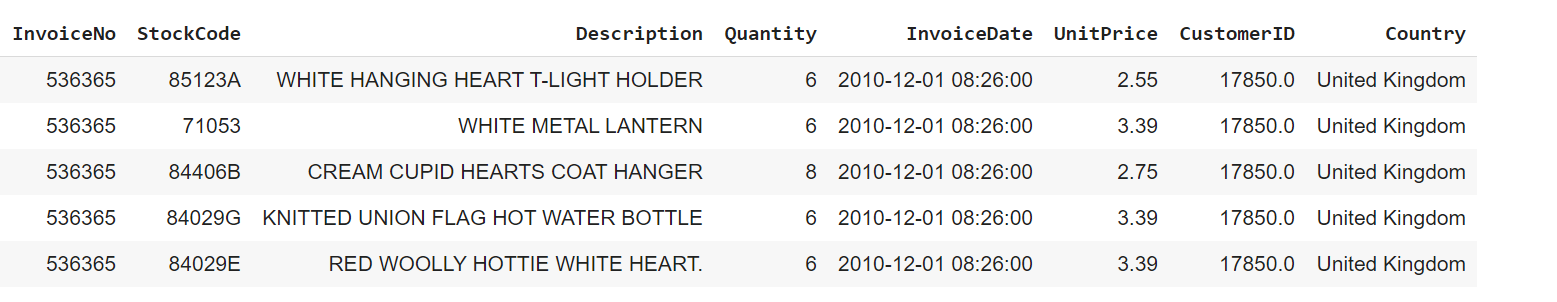 InvoiceNo StockCode Description Quantity InvoiceDate UnitPrice CustomerID Country
536365 85123A WHITE HANGING HEART T-LIGHT HOLDER 6 2010-12-01 08:26:00 2.55 17850.0 United Kingdom
536365 71053 WHITE METAL LANTERN 6 2010-12-01 08:26:00 3.39 17850.0 United Kingdom
536365 84406B CREAM CUPID HEARTS COAT HANGER 8 2010-12-01 08:26:00 2.75 17850.0 United Kingdom
536365 84029G KNITTED UNION FLAG HOT WATER BOTTLE 6 2010-12-01 08:26:00 3.39 17850.0 United Kingdom
536365 84029E RED WOOLLY HOTTIE WHITE HEART. 6 2010-12-01 08:26:00 3.39 17850.0 United Kingdom